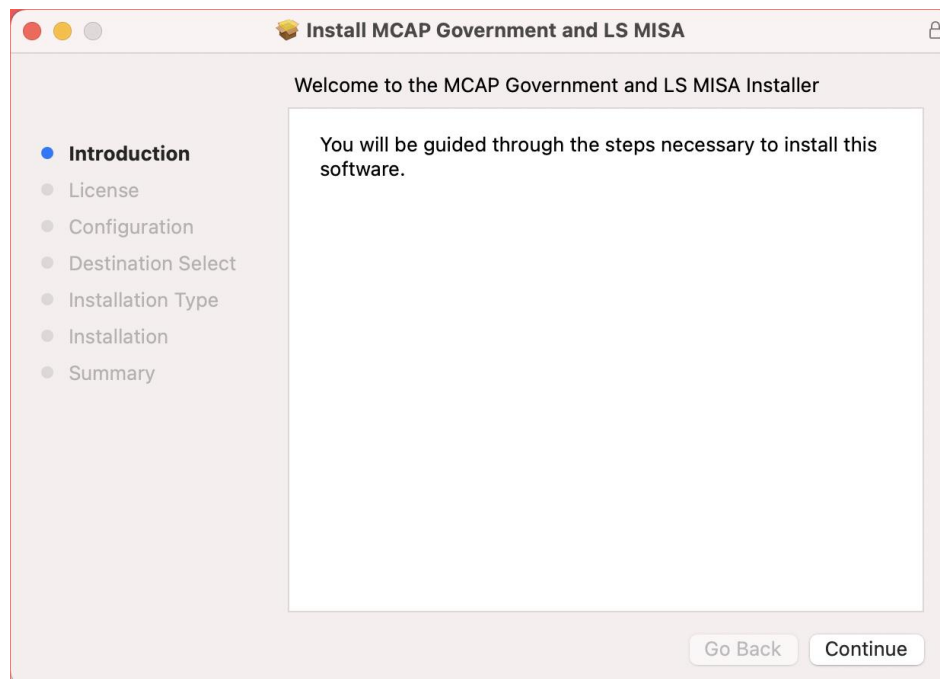 Install MCAP Government and LS MISA
Welcome to the MCAP Government and LS MISA Installer
Introduction
License
Configuration
Destination Select
Installation Type
Installation
Summary
You will be guided through the steps necessary to install this
software.
Go Back
Continue